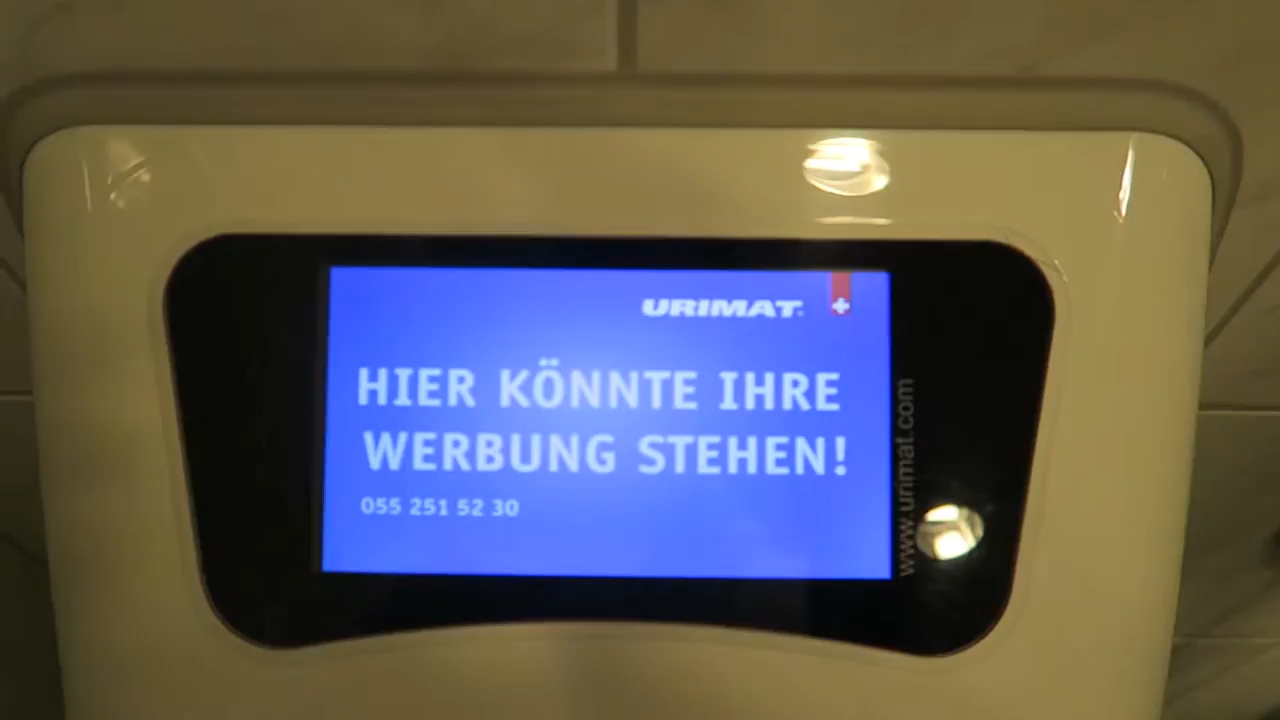 URIMAT
HIER KÖNNTE IHRE
WERBUNG STEHEN!
055 251 52 30
www.urimat.com